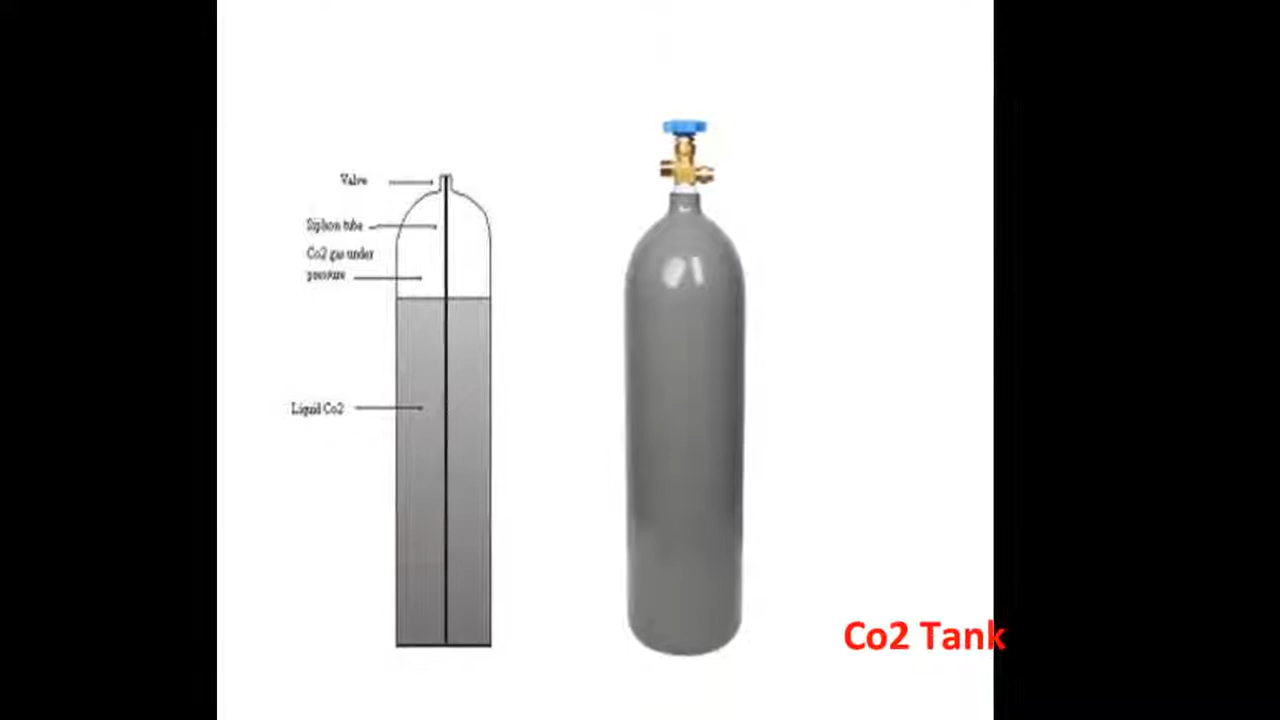 Valve
Siphon tube
Co2 gas under
pressure
Liquid Co2
Co2 Tank